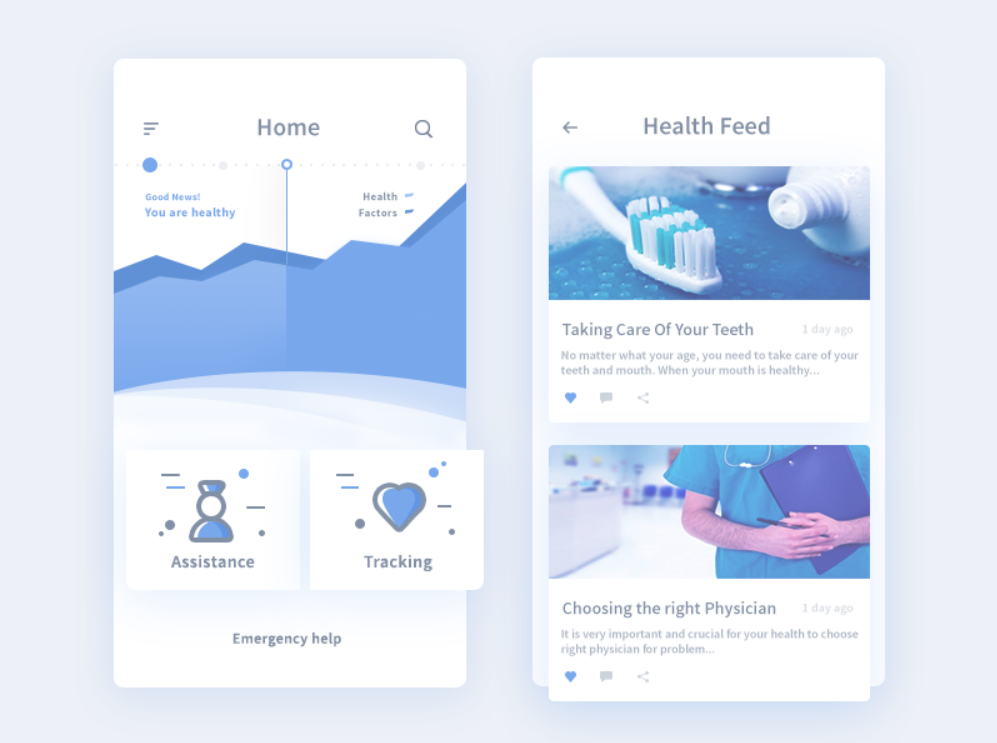 Home
Good News!
You are healthy
Health
Factors
Assistance
Tracking
Emergency help
Health Feed
Taking Care Of Your Teeth
1 day ago
No matter what your age, you need to take care of your
teeth and mouth. When your mouth is healthy...
Choosing the right Physician
1 day ago
It is very important and crucial for your health to choose
right physician for problem...